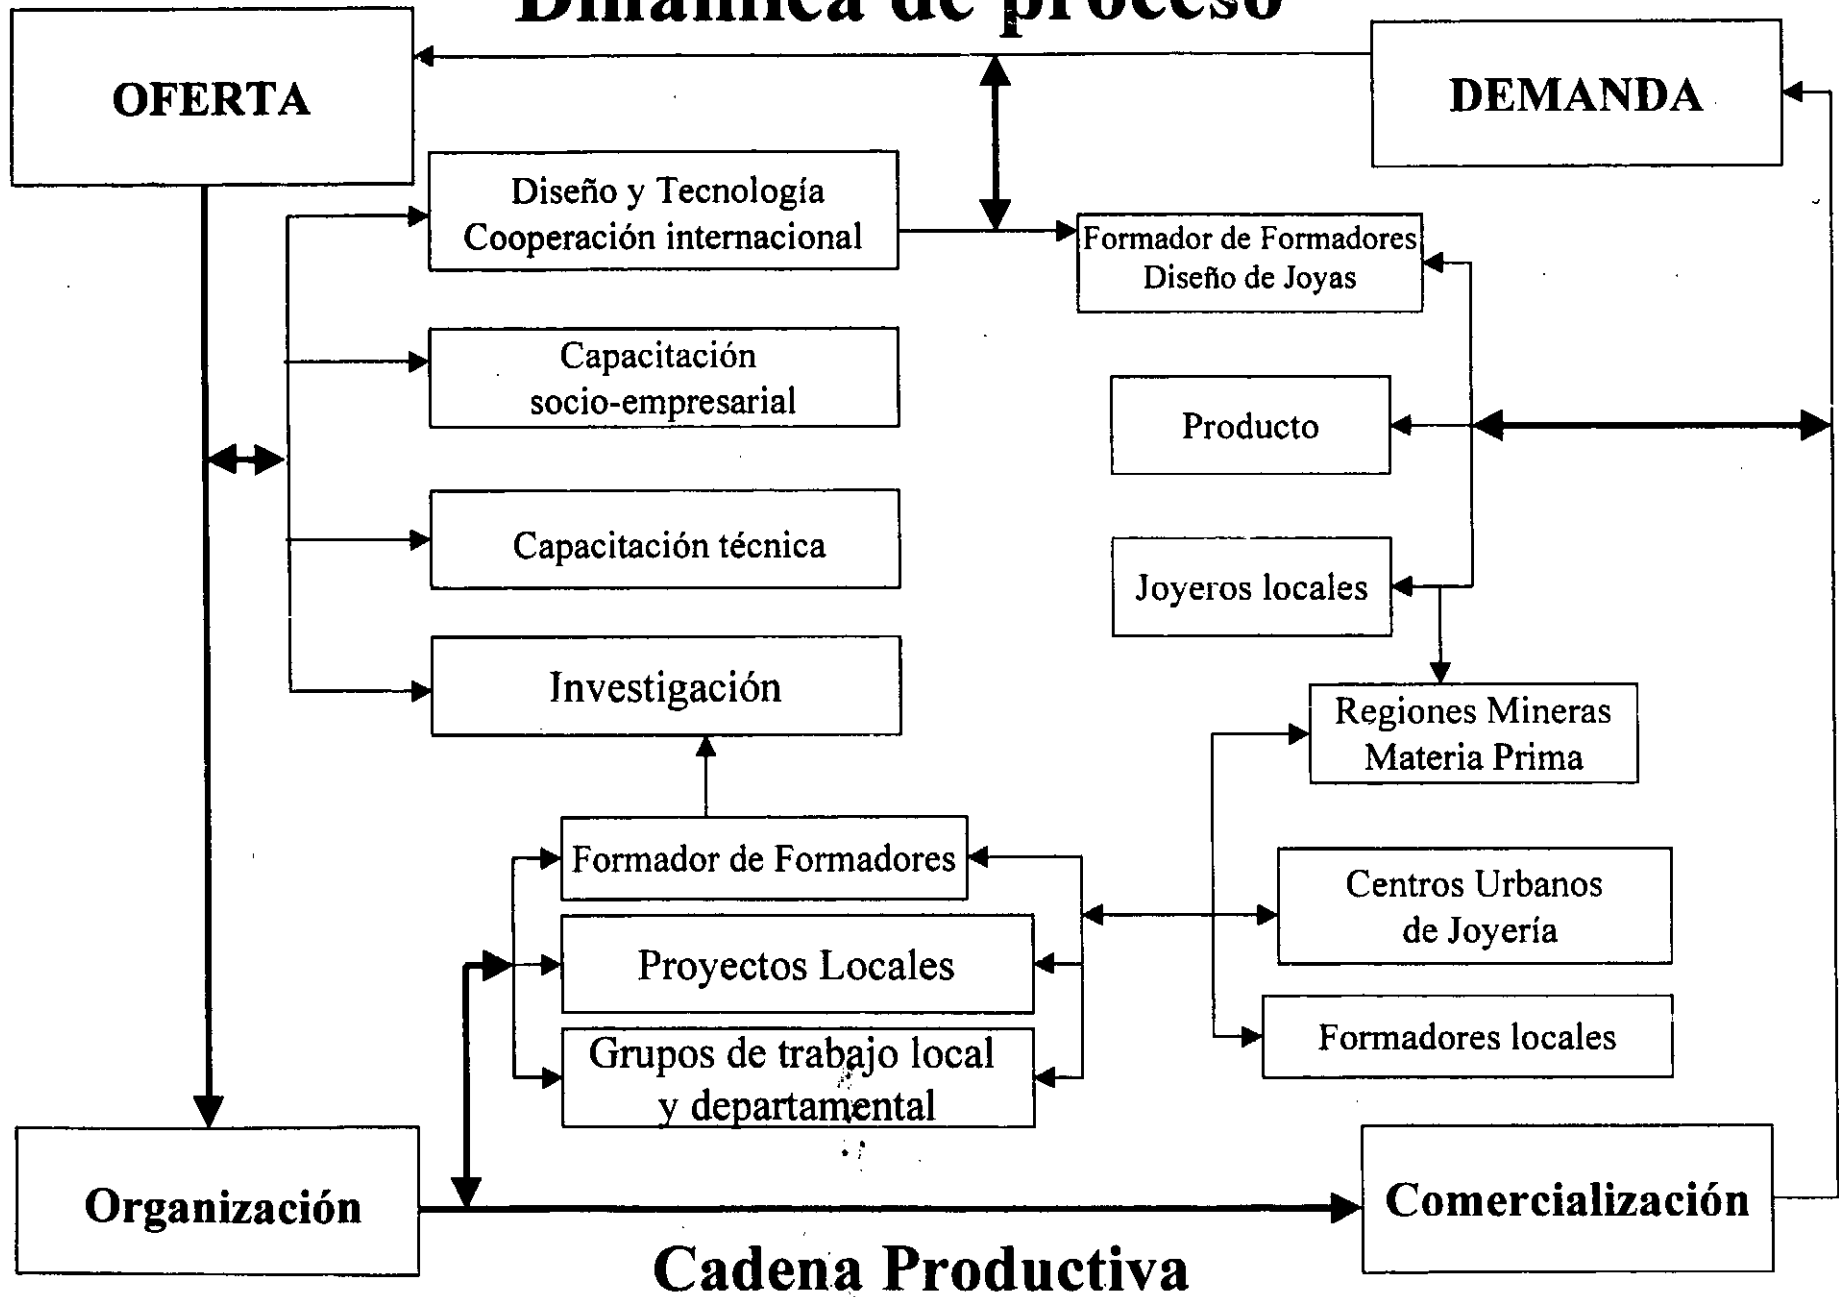 Dinámica de proceso
OFERTA
DEMANDA
Diseño y Tecnología
Cooperación internacional
Formador de Formadores
Diseño de Joyas
Capacitación
socio-empresarial
Producto
Capacitación técnica
Joyeros locales
Investigación
Regiones Mineras
Materia Prima
Formador de Formadores
Centros Urbanos
de Joyería
Proyectos Locales
Formadores locales
Grupos de trabajo local
y departamental
Organización
Comercialización
Cadena Productiva